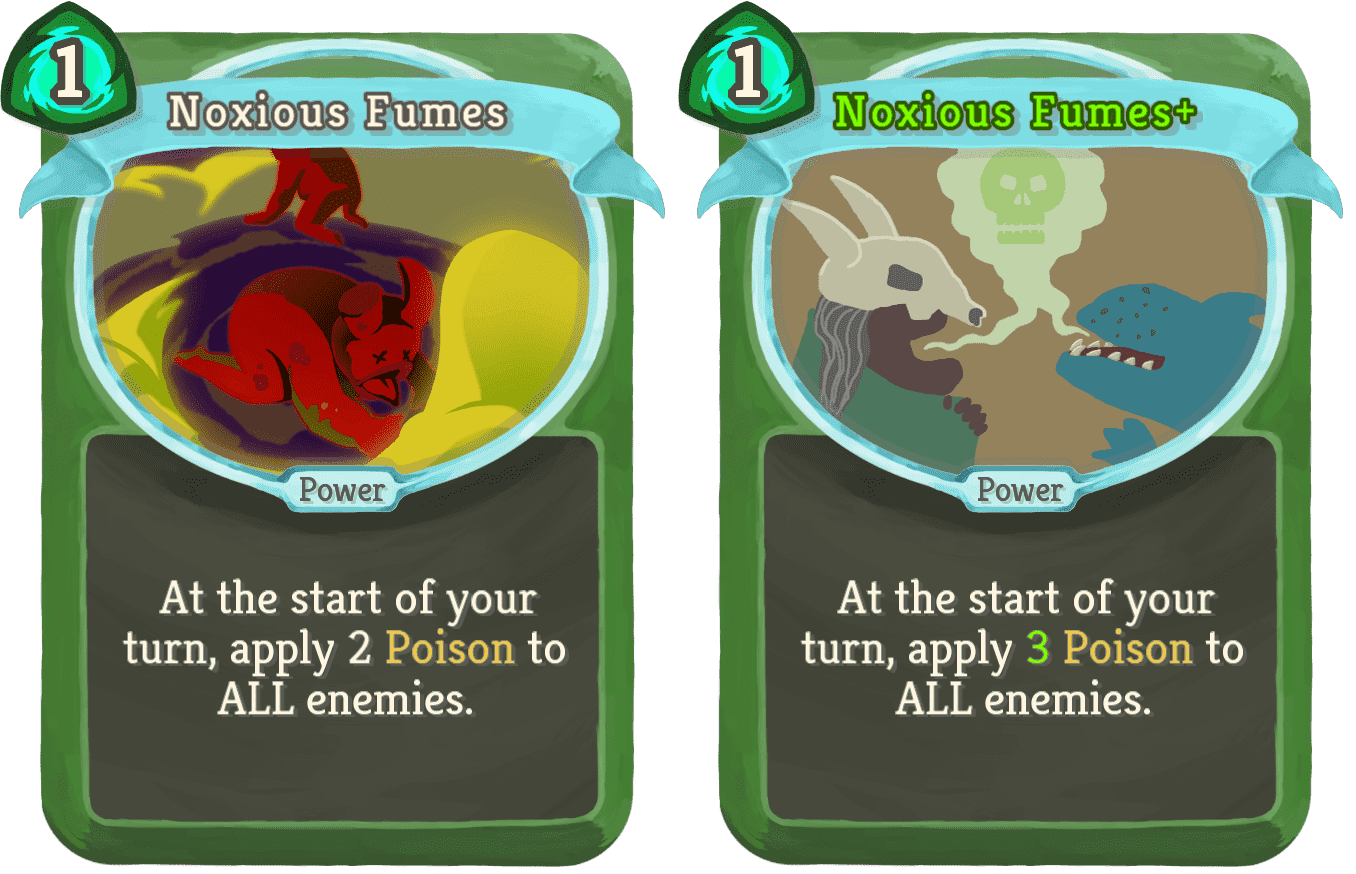 1
Noxious Fumes
Power
At the start of your
turn, apply 2 Poison to
ALL enemies.
1
Noxious Fumes+
Power
At the start of your
turn, apply 3 Poison to
ALL enemies.